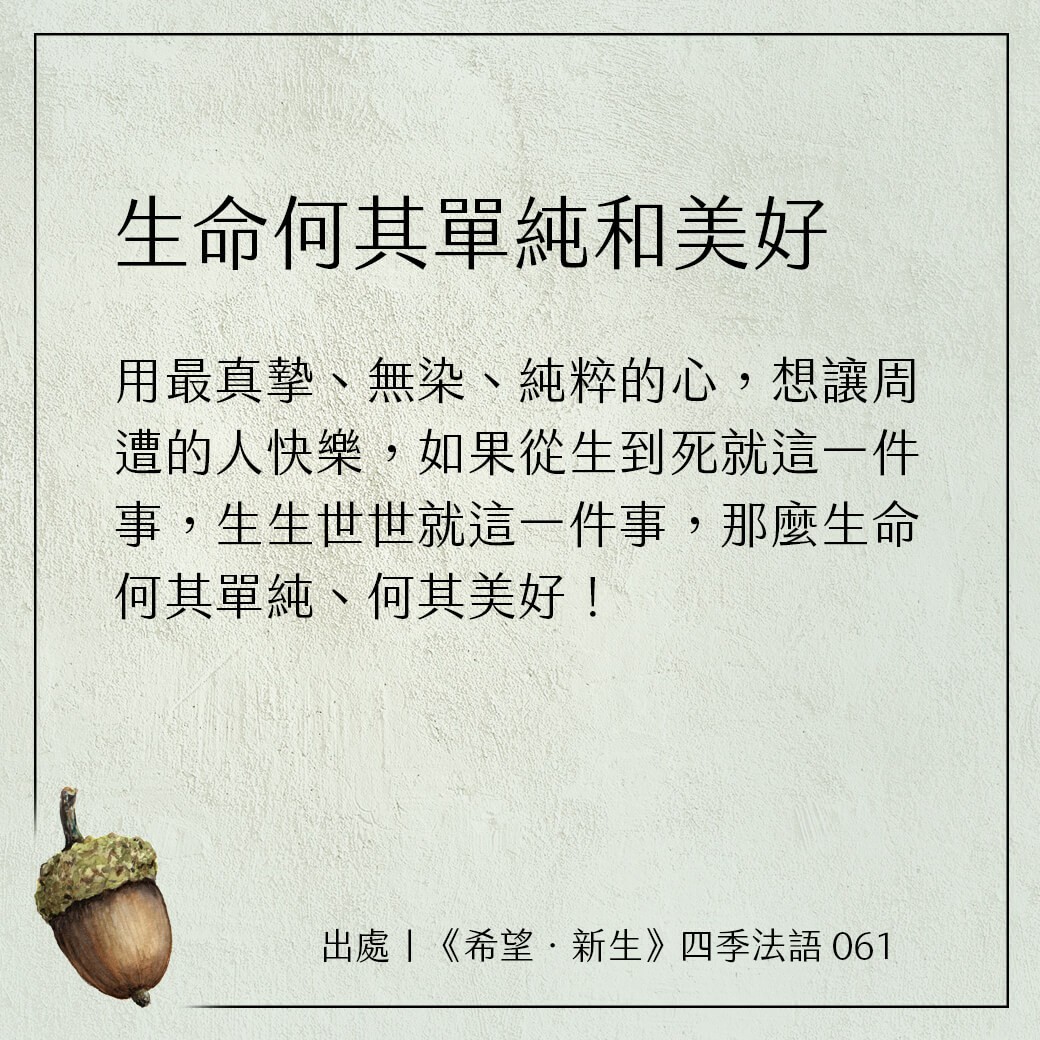 生命何其單純和美好
用最真摯、無染、純粹的心，想讓周
遭的人快樂，如果從生到死就這一件
事，生生世世就這一件事，那麼生命
何其單純、何其美好！
出處｜《希望．新生》四季法語 061